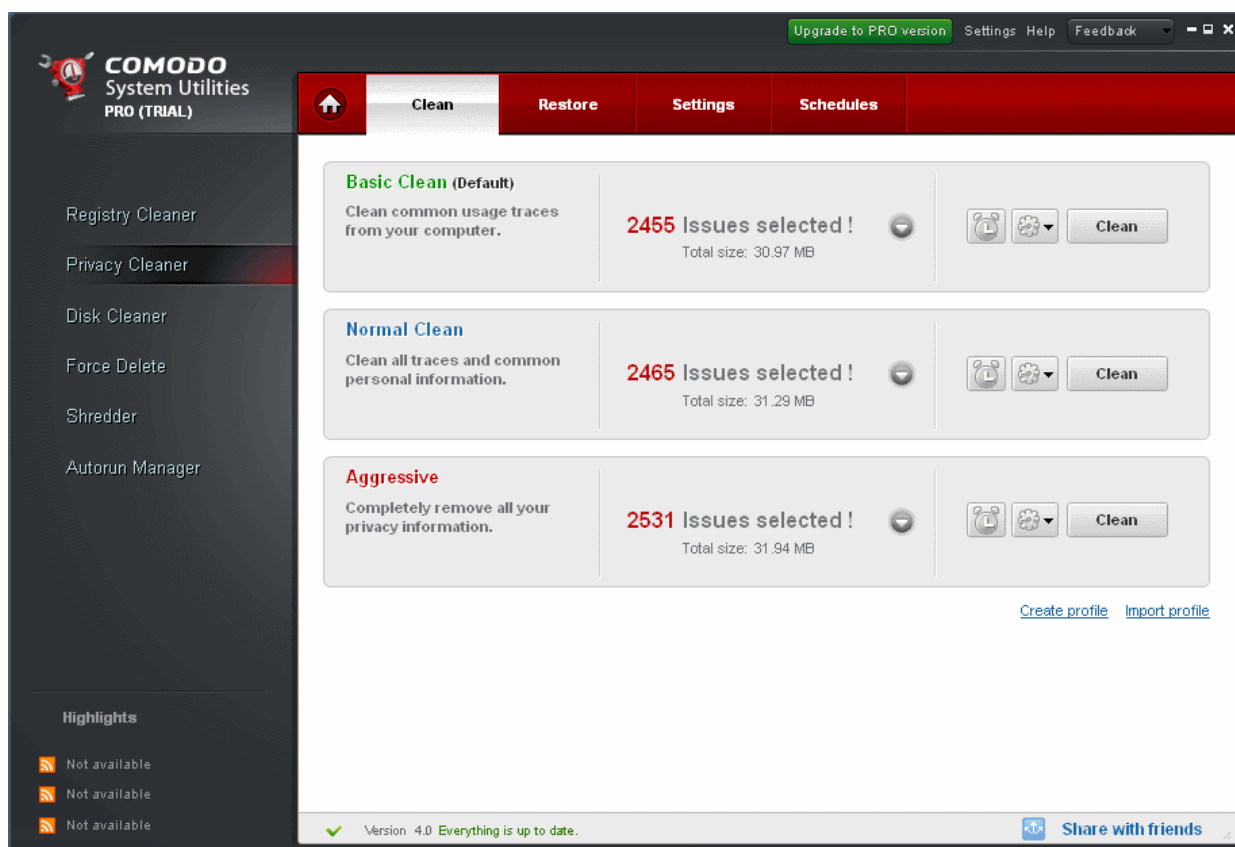 Upgrade to PRO version Settings Help Feedback
COMODO
System Utilities
PRO (TRIAL)
Clean Restore Settings Schedules
Registry Cleaner
Privacy Cleaner
Disk Cleaner
Force Delete
Shredder
Autorun Manager
Highlights
Not available
Not available
Not available
Basic Clean (Default)
Clean common usage traces
from your computer.
2455 Issues selected !
Total size: 30.97 MB
Clean
Normal Clean
Clean all traces and common
personal information.
2465 Issues selected !
Total size: 31.29 MB
Clean
Aggressive
Completely remove all your
privacy information.
2531 Issues selected !
Total size: 31.94 MB
Clean
Create profile Import profile
Version 4.0 Everything is up to date.
Share with friends